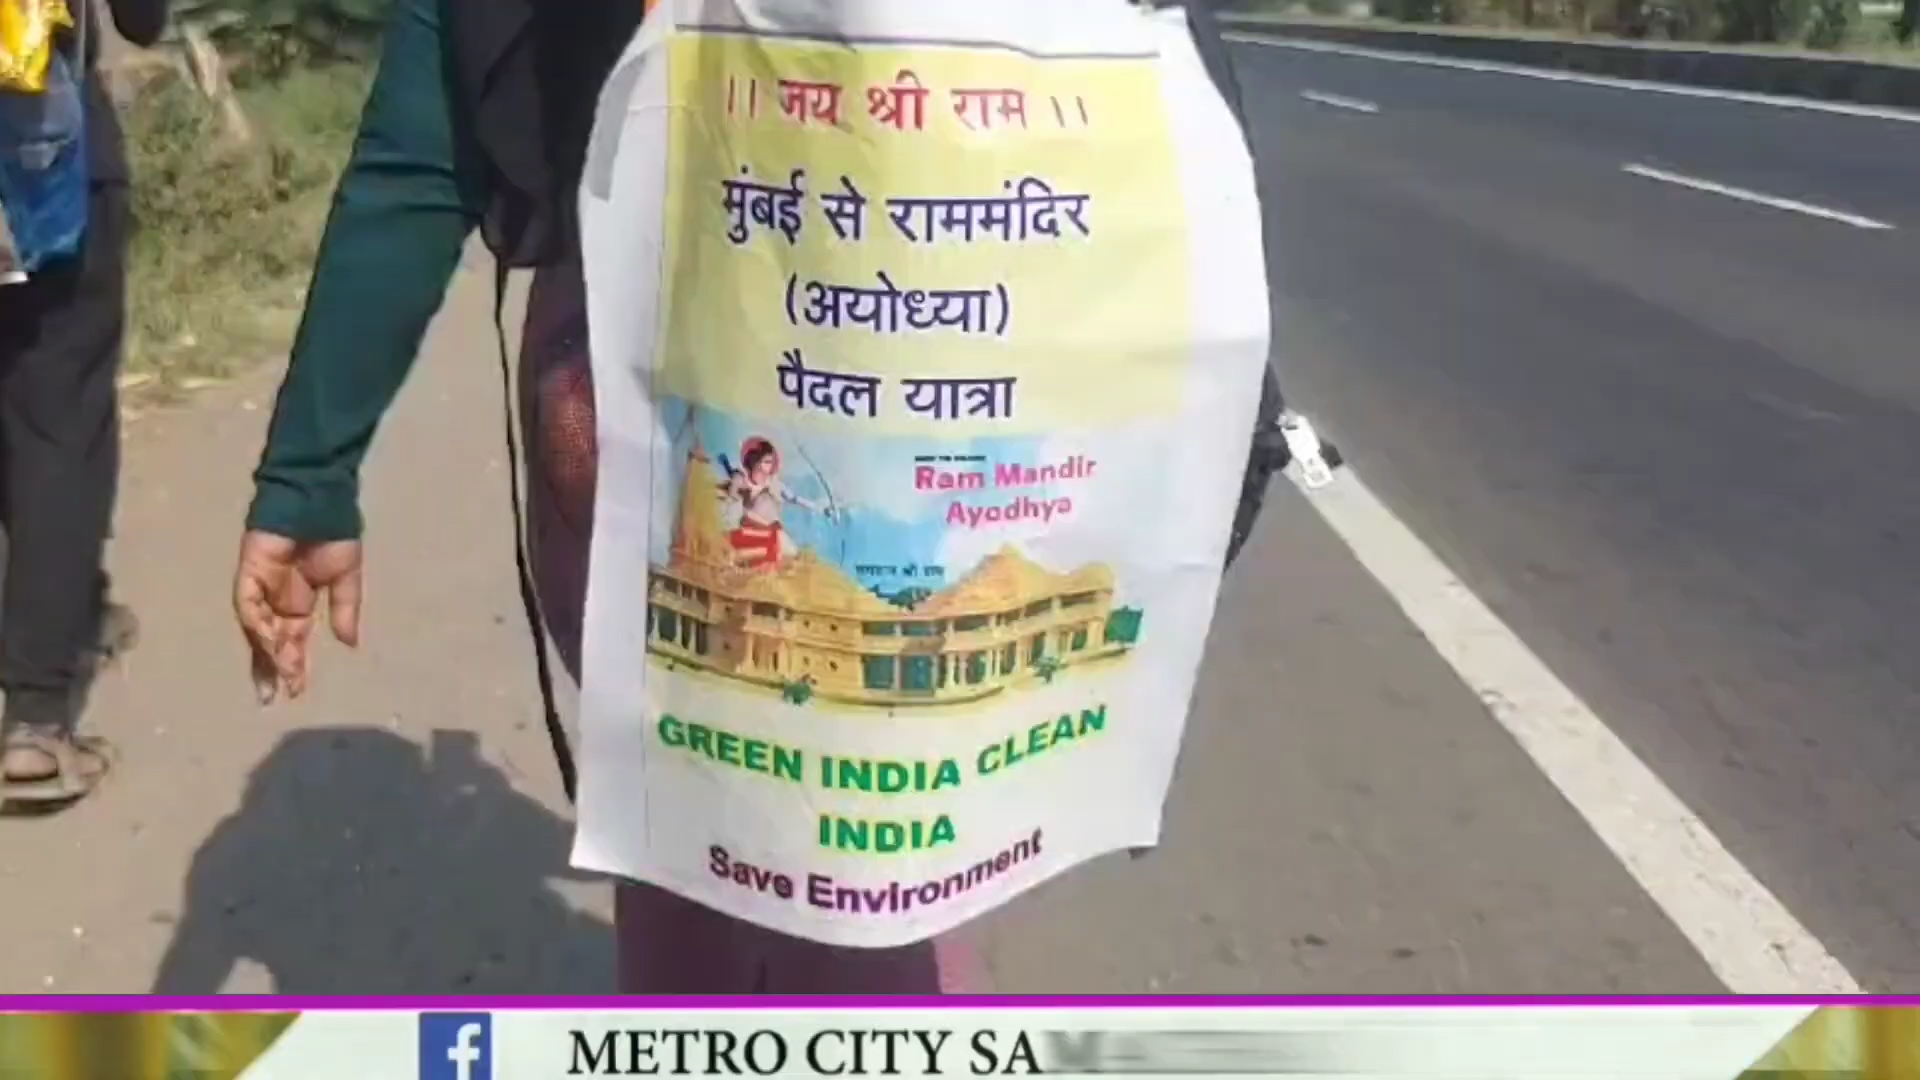 ।। जय श्री राम ।।
मुंबई से राममंदिर
(अयोध्या)
पैदल यात्रा
Ram Mandir
Ayodhya
GREEN INDIA CLEAN
INDIA
Save Environment
METRO CITY SA